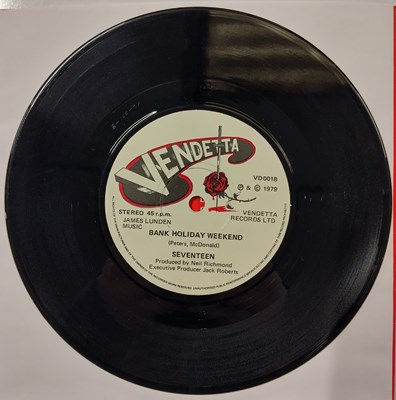 VENDETTA
VD001B
℗ & © 1979
STEREO 45 r.p.m.
JAMES LUNDEN
MUSIC
VENDETTA
RECORDS LTD
BANK HOLIDAY WEEKEND
(Peters, McDonald)
SEVENTEEN
Produced by Neil Richmond
Executive Producer Jack Roberts